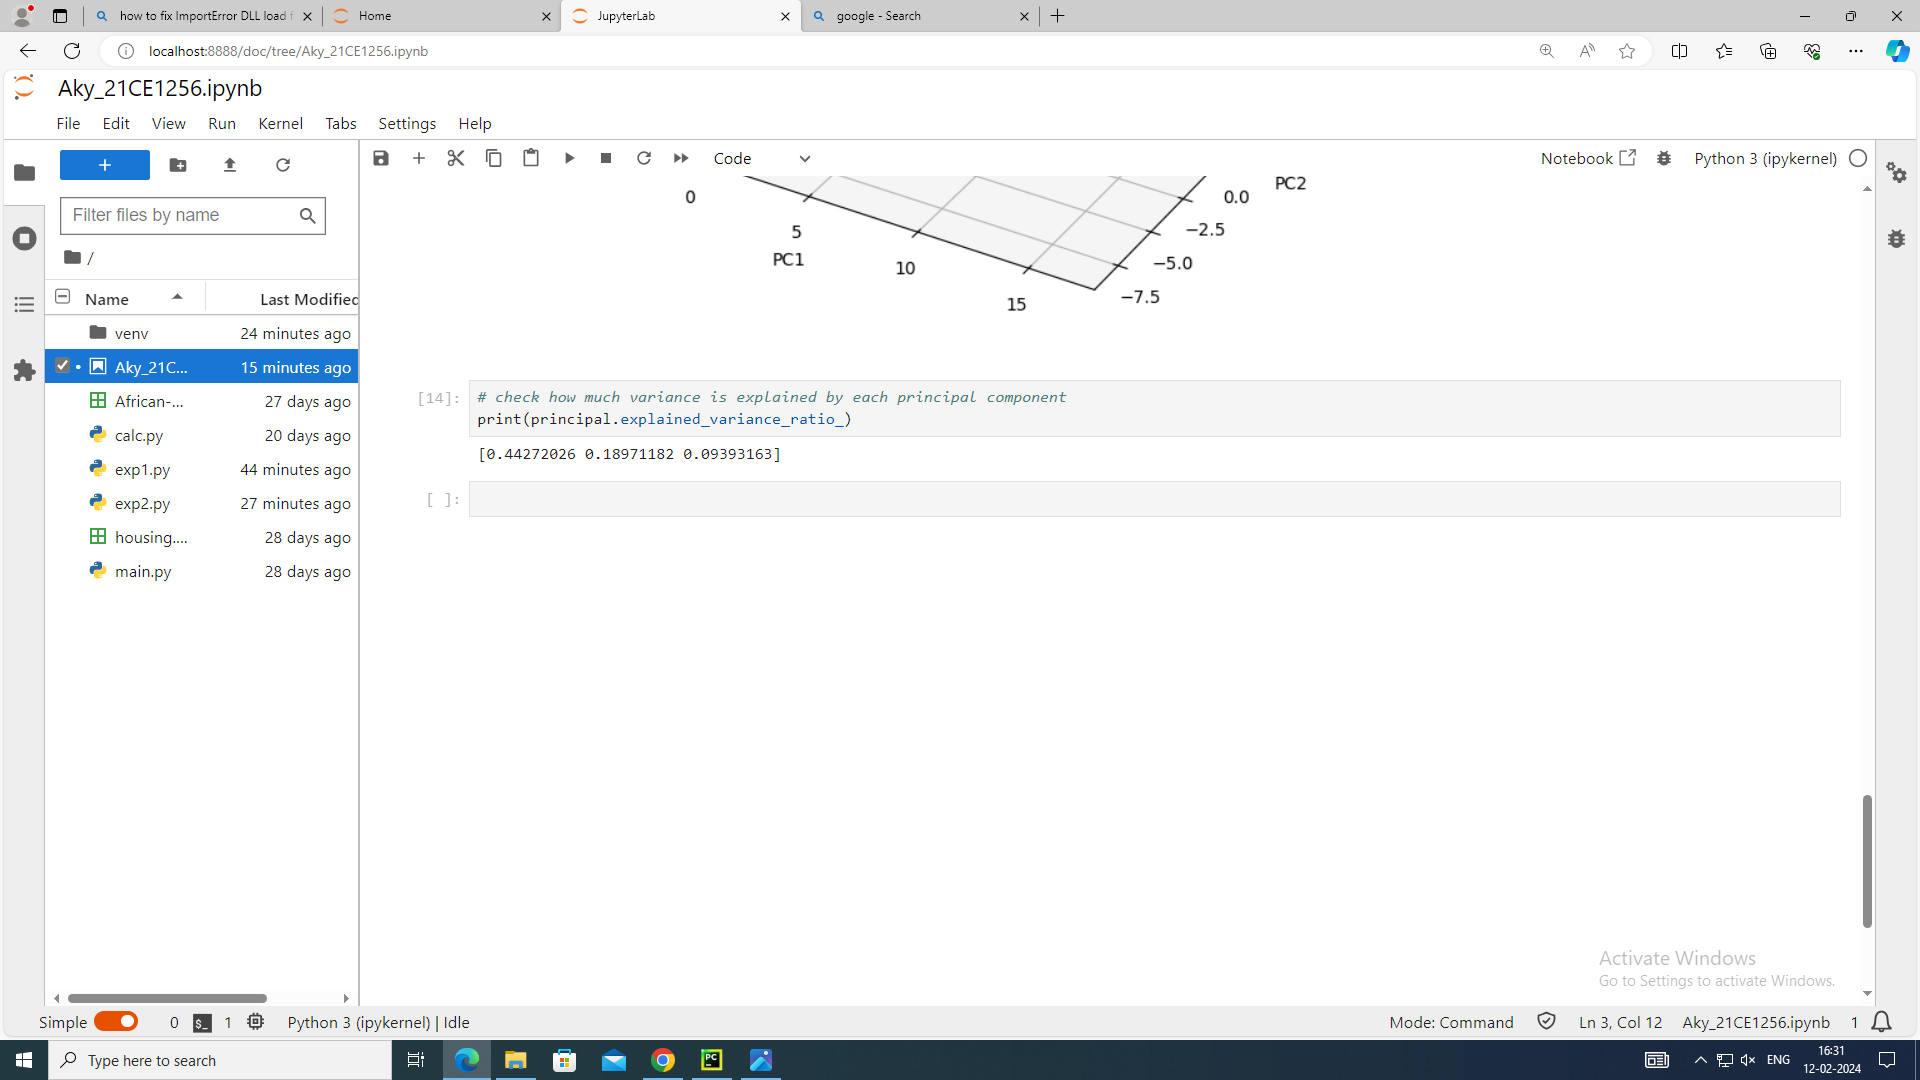 how to fix ImportError DLL load f
Home
JupyterLab
google - Search
localhost:8888/doc/tree/Aky_21CE1256.ipynb
Aky_21CE1256.ipynb
File Edit View Run Kernel Tabs Settings Help
Code
Notebook
Python 3 (ipykernel)
Filter files by name
/
Name
Last Modified
venv 24 minutes ago
Aky_21C... 15 minutes ago
African-... 27 days ago
calc.py 20 days ago
exp1.py 44 minutes ago
exp2.py 27 minutes ago
housing.... 28 days ago
main.py 28 days ago
PC2
0
0.0
5
−2.5
PC1
10
−5.0
15
−7.5
[14]:
# check how much variance is explained by each principal component
print(principal.explained_variance_ratio_)
[0.44272026 0.18971182 0.09393163]
[ ]:
Activate Windows
Go to Settings to activate Windows.
Simple 0 $_ 1 Python 3 (ipykernel) | Idle
Mode: Command Ln 3, Col 12 Aky_21CE1256.ipynb 1
Type here to search
PC
ENG
16:31
12-02-2024